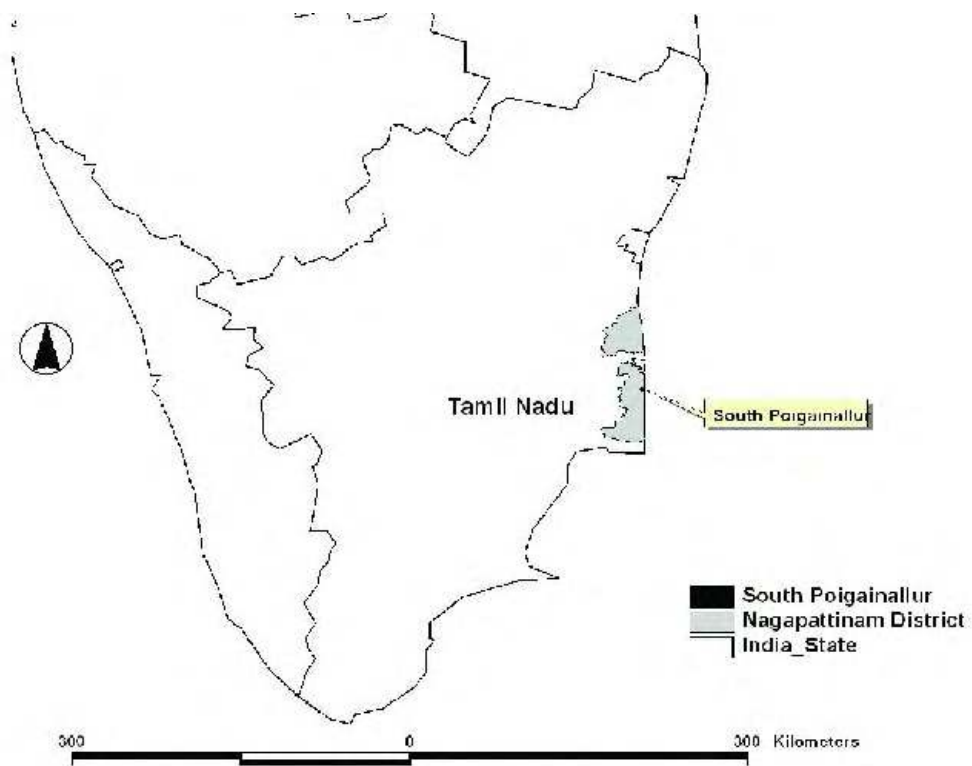 Tamil Nadu
South Poigainallur
South Poigainallur
Nagapattinam District
India_State
300 0 300 Kilometers